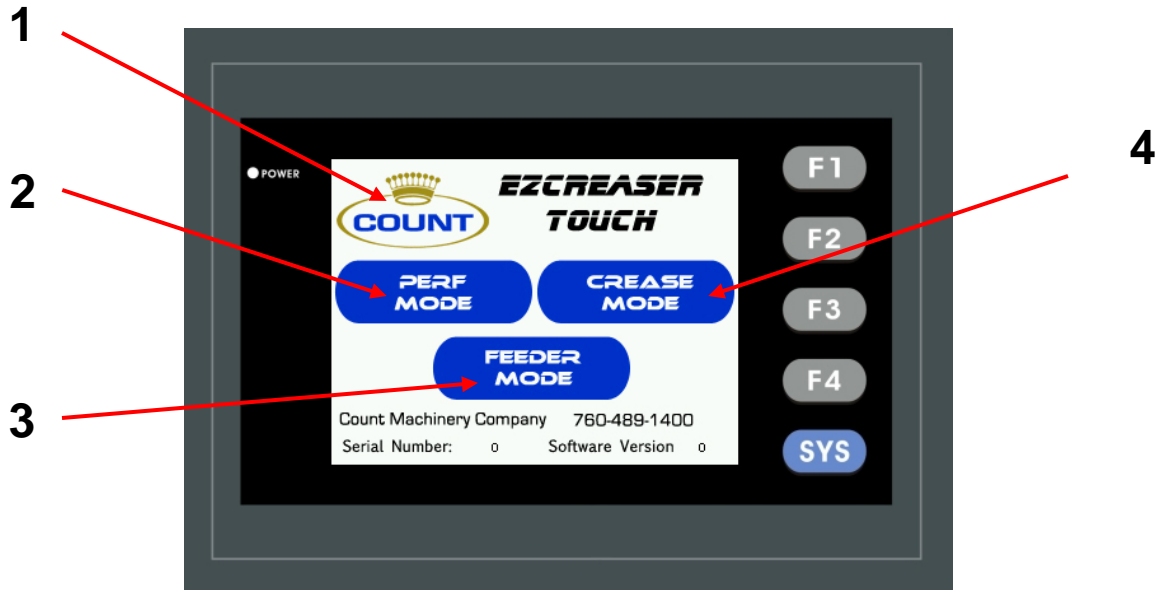 1
2
3
4
POWER
COUNT
EZCREASER
TOUCH
PERF
MODE
CREASE
MODE
FEEDER
MODE
Count Machinery Company 760-489-1400
Serial Number: 0 Software Version 0
F1
F2
F3
F4
SYS